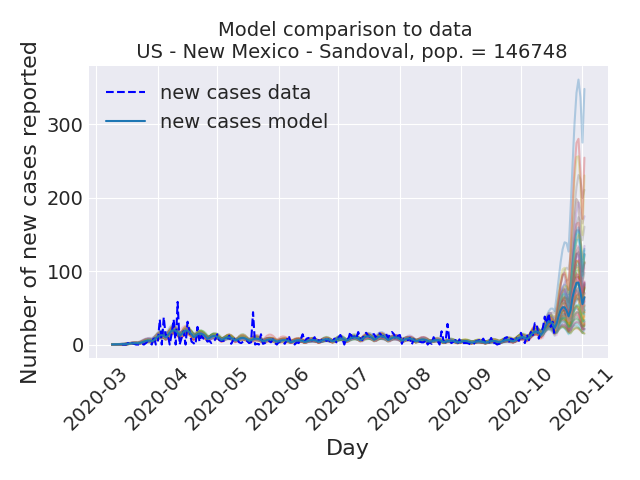 Model comparison to data
US - New Mexico - Sandoval, pop. = 146748
Number of new cases reported
new cases data
new cases model
300
200
100
0
2020-03
2020-04
2020-05
2020-06
2020-07
2020-08
2020-09
2020-10
2020-11
Day